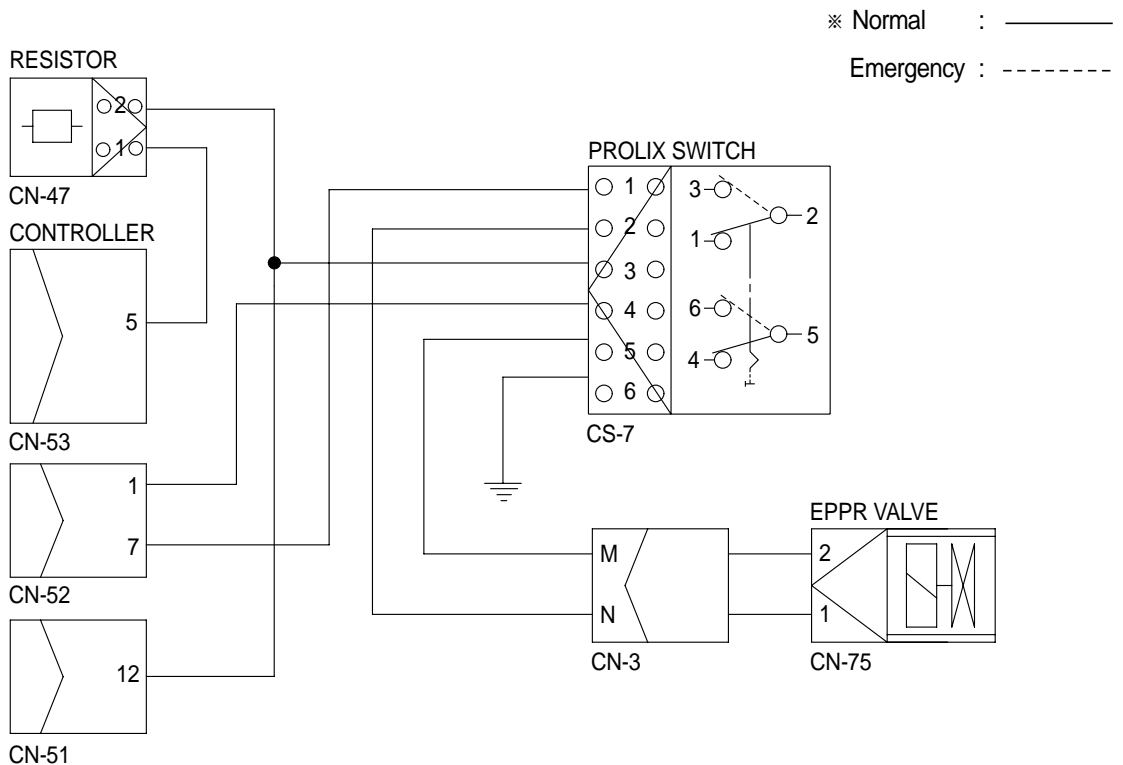 ※ Normal : 
Emergency : 
RESISTOR
2
1
CN-47
CONTROLLER
5
CN-53
1
7
CN-52
12
CN-51
PROLIX SWITCH
1
2
3
4
5
6
3
2
1
6
5
4
CS-7
M
N
CN-3
EPPR VALVE
2
1
CN-75